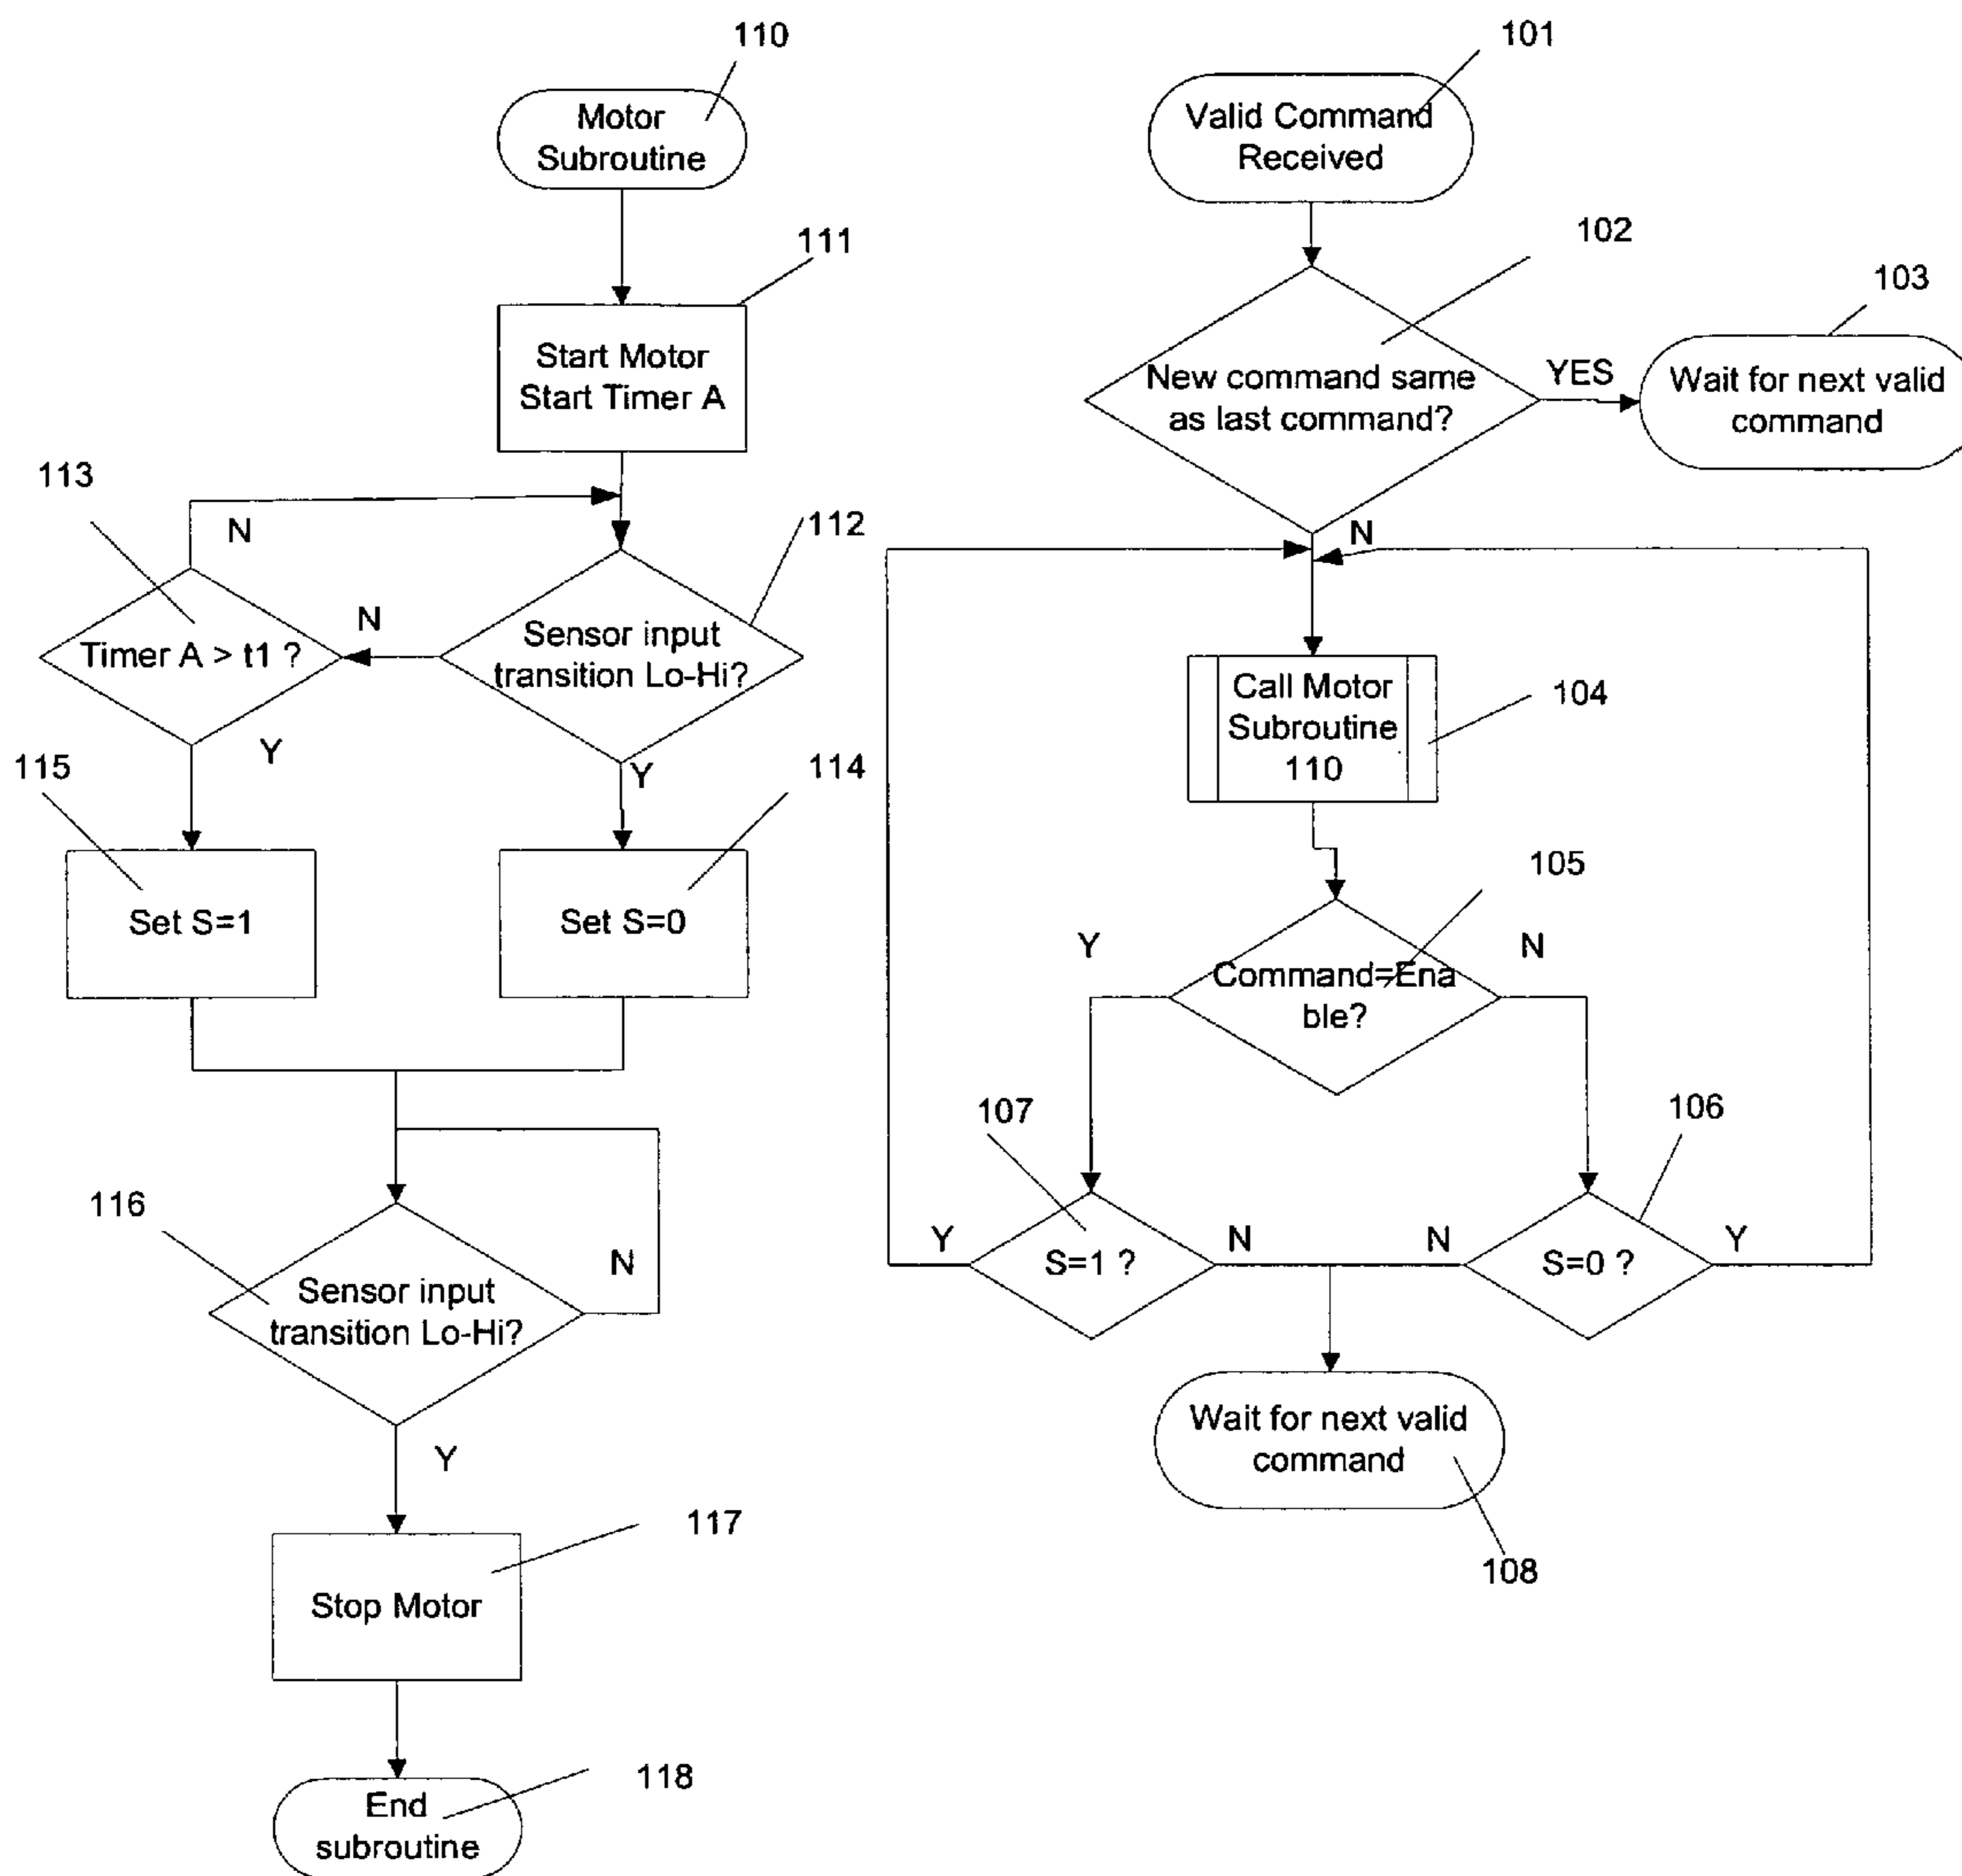 110
Motor
Subroutine
111
Start Motor
Start Timer A
113
N
112
Timer A > t1 ?
N
Sensor input
transition Lo-Hi?
Y
Y
115
114
Set S=1
Set S=0
116
Sensor input
transition Lo-Hi?
N
Y
117
Stop Motor
118
End
subroutine
101
Valid Command
Received
102
New command same
as last command?
YES
103
Wait for next valid
command
N
Call Motor
Subroutine
110
104
105
Y
Command=Ena
ble?
N
107
106
Y
S=1 ?
N
N
S=0 ?
Y
Wait for next valid
command
108